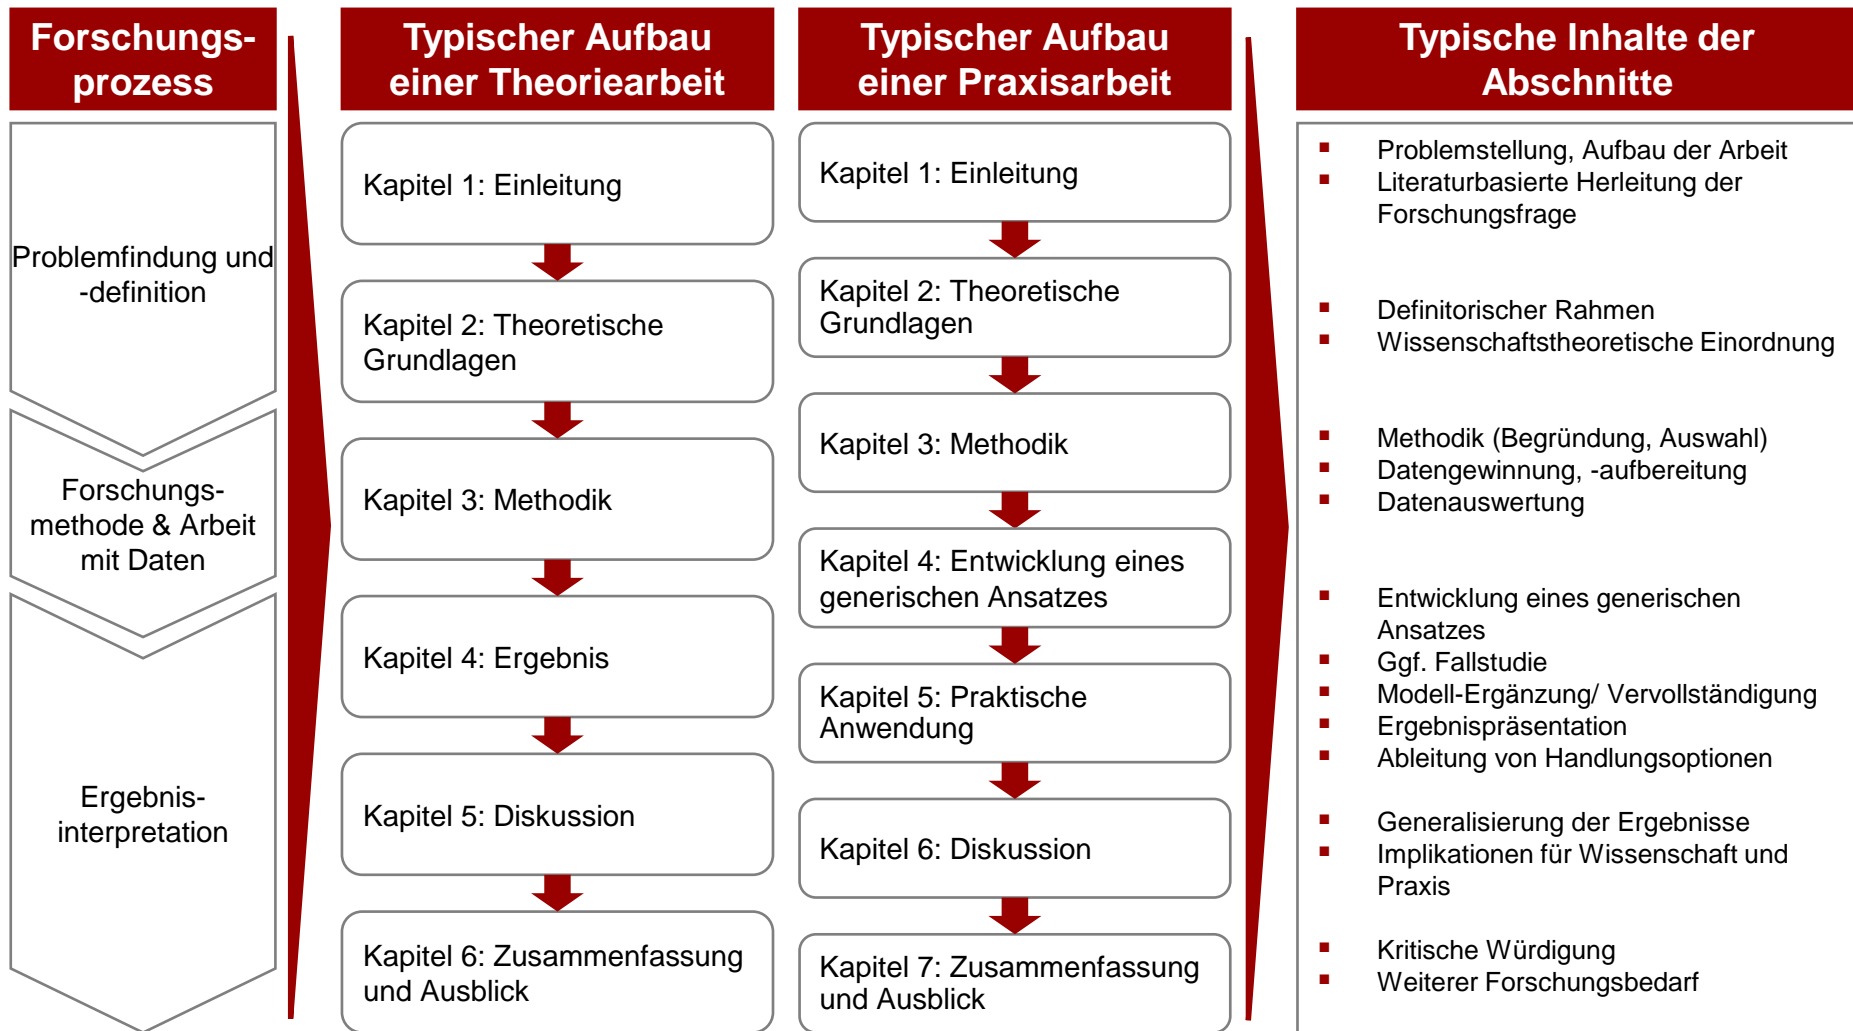 Forschungs-
prozess
Problemfindung und
-definition
Forschungs-
methode & Arbeit
mit Daten
Ergebnis-
interpretation
Typischer Aufbau
einer Theoriearbeit
Kapitel 1: Einleitung
Kapitel 2: Theoretische
Grundlagen
Kapitel 3: Methodik
Kapitel 4: Ergebnis
Kapitel 5: Diskussion
Kapitel 6: Zusammenfassung
und Ausblick
Typischer Aufbau
einer Praxisarbeit
Kapitel 1: Einleitung
Kapitel 2: Theoretische
Grundlagen
Kapitel 3: Methodik
Kapitel 4: Entwicklung eines
generischen Ansatzes
Kapitel 5: Praktische
Anwendung
Kapitel 6: Diskussion
Kapitel 7: Zusammenfassung
und Ausblick
Typische Inhalte der
Abschnitte
▪ Problemstellung, Aufbau der Arbeit
▪ Literaturbasierte Herleitung der
Forschungsfrage
▪ Definitorischer Rahmen
▪ Wissenschaftstheoretische Einordnung
▪ Methodik (Begründung, Auswahl)
▪ Datengewinnung, -aufbereitung
▪ Datenauswertung
▪ Entwicklung eines generischen
Ansatzes
▪ Ggf. Fallstudie
▪ Modell-Ergänzung/ Vervollständigung
▪ Ergebnispräsentation
▪ Ableitung von Handlungsoptionen
▪ Generalisierung der Ergebnisse
▪ Implikationen für Wissenschaft und
Praxis
▪ Kritische Würdigung
▪ Weiterer Forschungsbedarf